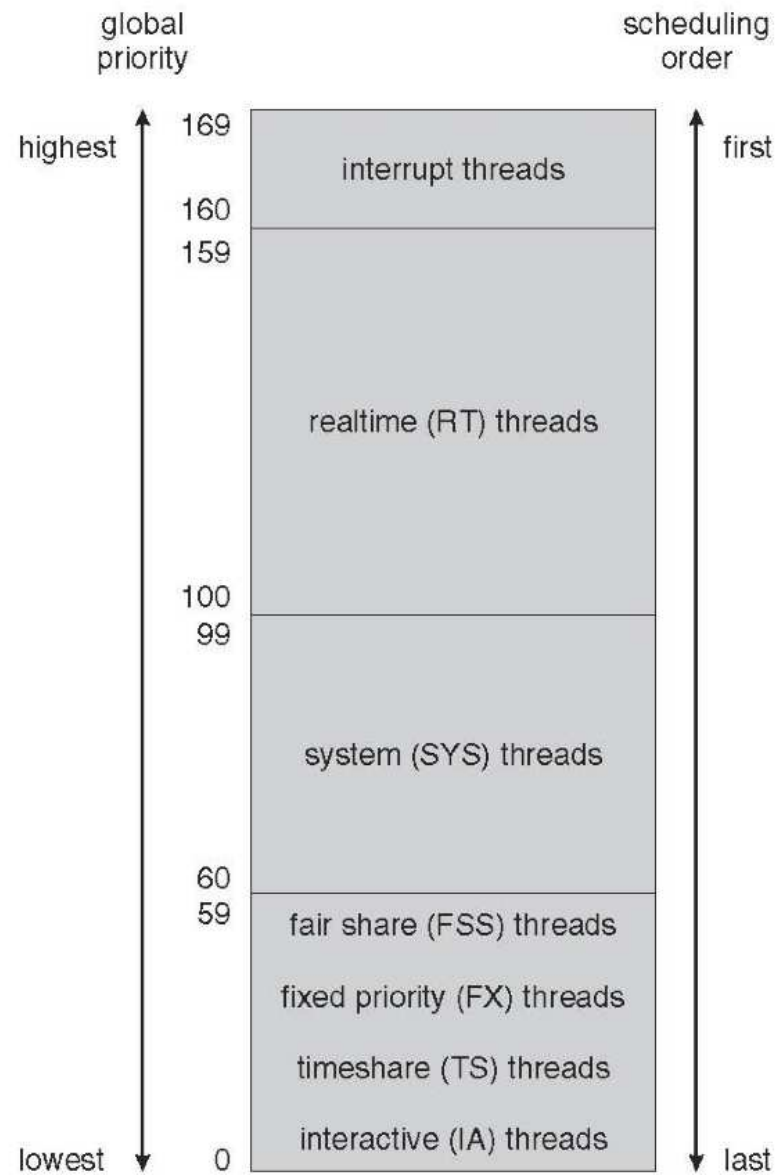 global
priority
scheduling
order
highest
169
first
interrupt threads
160
159
realtime (RT) threads
100
99
system (SYS) threads
60
59
fair share (FSS) threads
fixed priority (FX) threads
timeshare (TS) threads
interactive (IA) threads
lowest
0
last